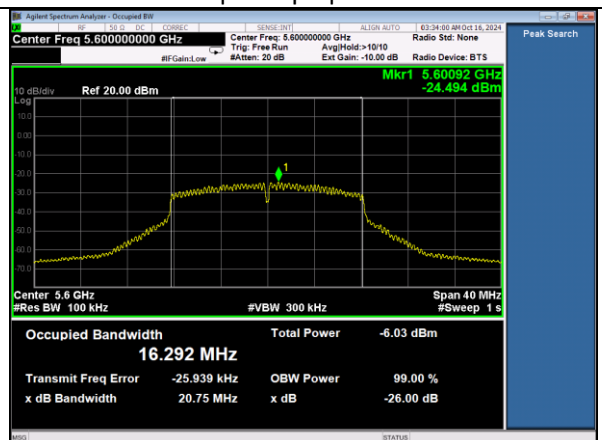 Agilent Spectrum Analyzer - Occupied BW
RF 50 Ω DC CORREC SENSE:INT ALIGN AUTO 03:34:00 AM Oct 16, 2024
Center Freq 5.600000000 GHz Center Freq: 5.600000000 GHz Radio Std: None Peak Search
Trig: Free Run Avg|Hold:>10/10
#IFGain:Low #Atten: 20 dB Ext Gain: -10.00 dB Radio Device: BTS
Mkr1 5.60092 GHz
10 dB/div Ref 20.00 dBm -24.494 dBm
Log
10.0
0.00
-10.0
1
-20.0
-30.0
-40.0
-50.0
-60.0
-70.0
Center 5.6 GHz Span 40 MHz
#Res BW 100 kHz #VBW 300 kHz #Sweep 1 s
Occupied Bandwidth Total Power -6.03 dBm
16.292 MHz
Transmit Freq Error -25.939 kHz OBW Power 99.00 %
x dB Bandwidth 20.75 MHz x dB -26.00 dB
MSG STATUS